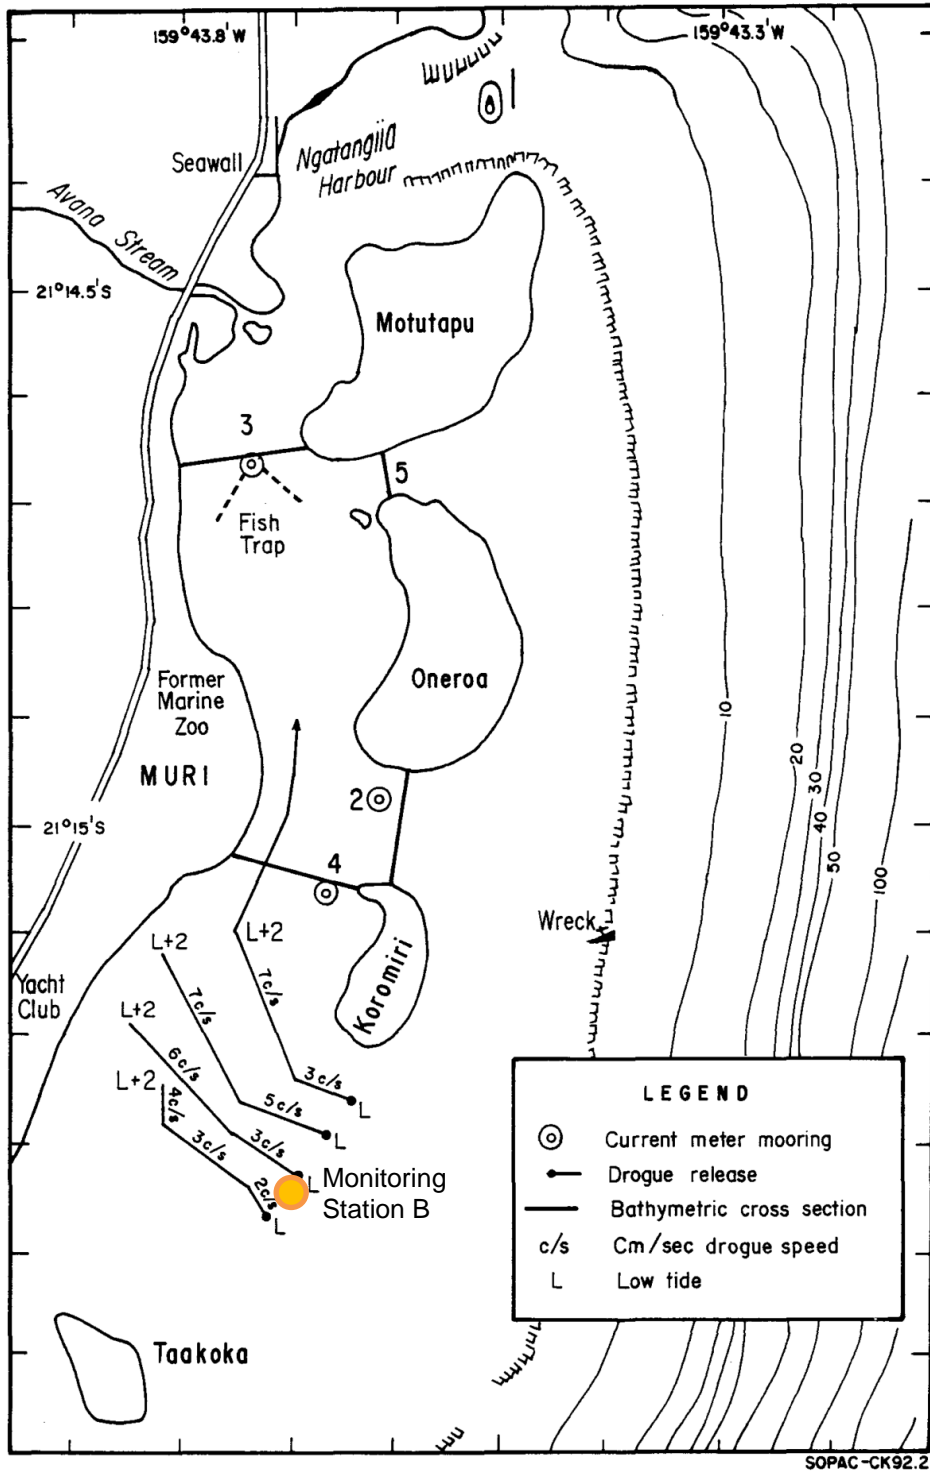 159°43.8'W
159°43.3'W
1
Seawall
Ngatangiia
Harbour
Avana Stream
21°14.5'S
Motutapu
3
5
Fish
Trap
Former
Marine
Zoo
Oneroa
MURI
2
10
20
30
40
50
100
21°15'S
4
Wreck
L+2
L+2
Yacht
Club
Koromiri
7c/s
7c/s
L+2
6c/s
L+2
3c/s
L
5c/s
L
4c/s
3c/s
3c/s
L
2c/s
L
Monitoring
Station B
LEGEND
Current meter mooring
Drogue release
Bathymetric cross section
c/s Cm/sec drogue speed
L Low tide
Taakoka
SOPAC-CK92.2